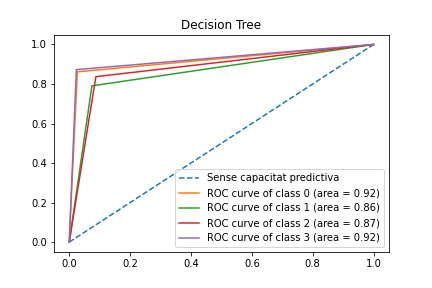 Decision Tree
1.0
0.8
0.6
0.4
0.2
0.0
0.0 0.2 0.4 0.6 0.8 1.0
Sense capacitat predictiva
ROC curve of class 0 (area = 0.92)
ROC curve of class 1 (area = 0.86)
ROC curve of class 2 (area = 0.87)
ROC curve of class 3 (area = 0.92)